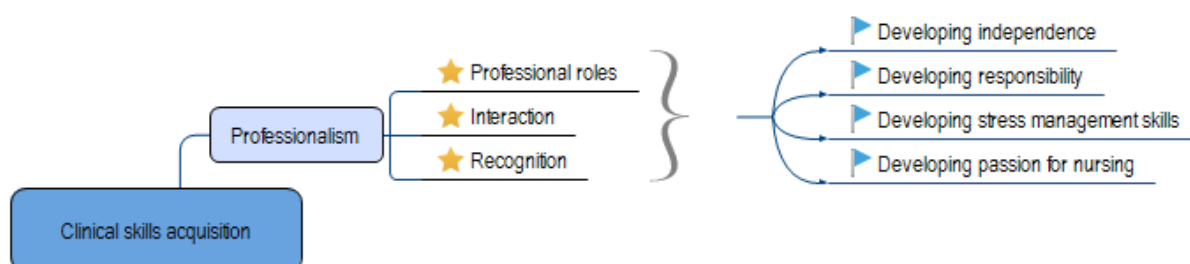 Clinical skills acquisition
Professionalism
Professional roles
Interaction
Recognition
Developing independence
Developing responsibility
Developing stress management skills
Developing passion for nursing